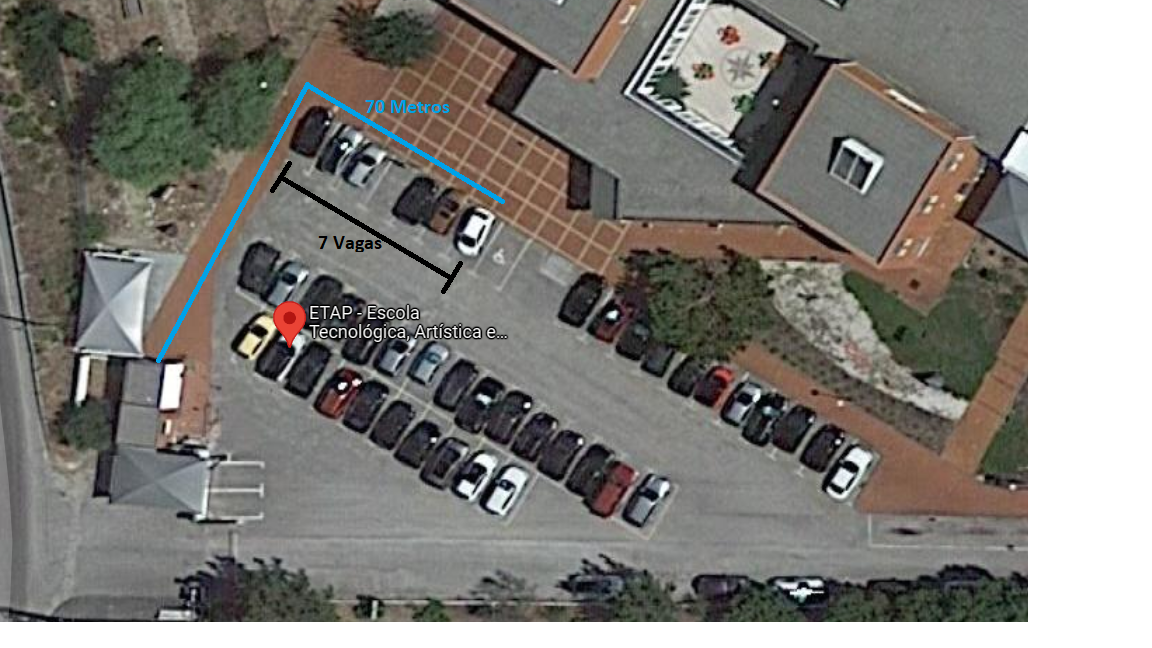 70 Metros
7 Vagas
ETAP - Escola
Tecnológica, Artística e...